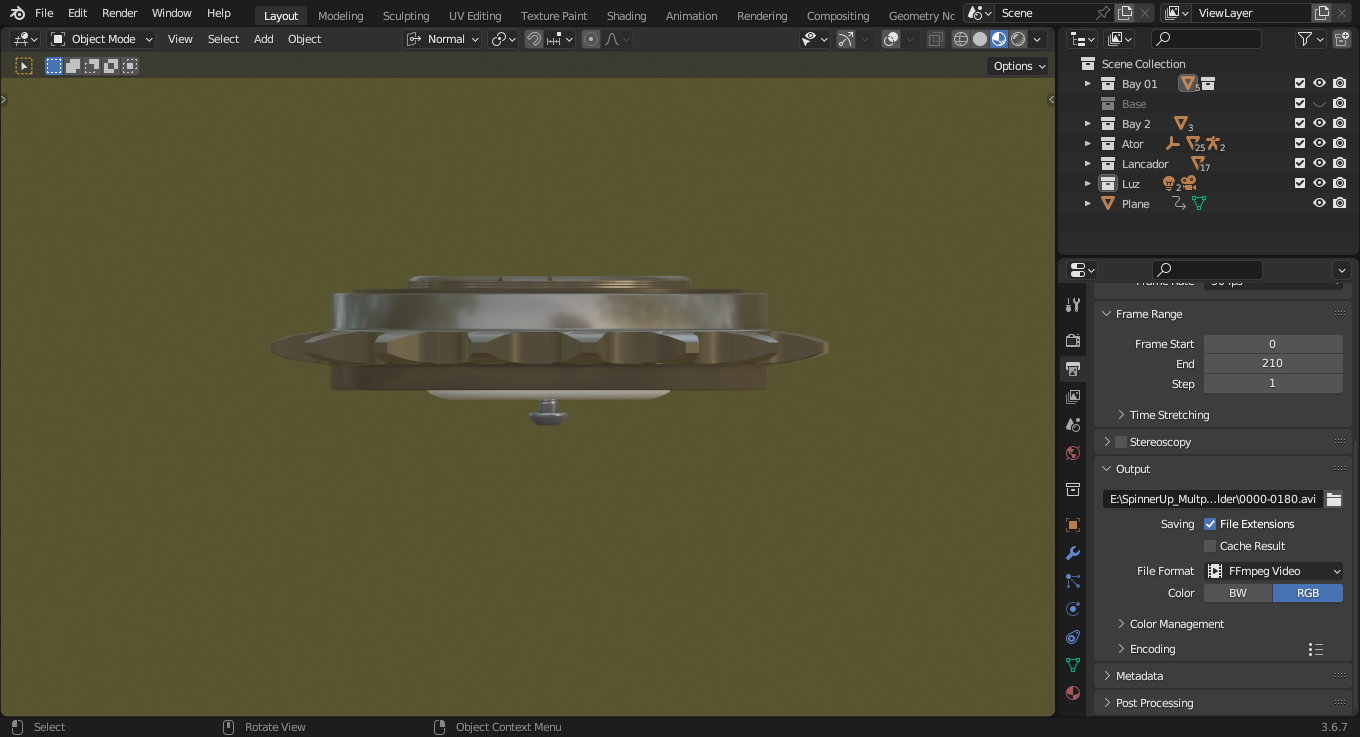 File Edit Render Window Help Layout Modeling Sculpting UV Editing Texture Paint Shading Animation Rendering Compositing Geometry Nc Scene ViewLayer
Object Mode View Select Add Object Normal
Options
Scene Collection
Bay 01 5
Base
Bay 2 3
Ator 25 2
Lancador 17
Luz 2
Plane
Frame Range
Frame Start 0
End 210
Step 1
Time Stretching
Stereoscopy
Output
E:\SpinnerUp_Multp...lder\0000-0180.avi
Saving File Extensions
Cache Result
File Format FFmpeg Video
Color BW RGB
Color Management
Encoding
Metadata
Post Processing
Select Rotate View Object Context Menu 3.6.7